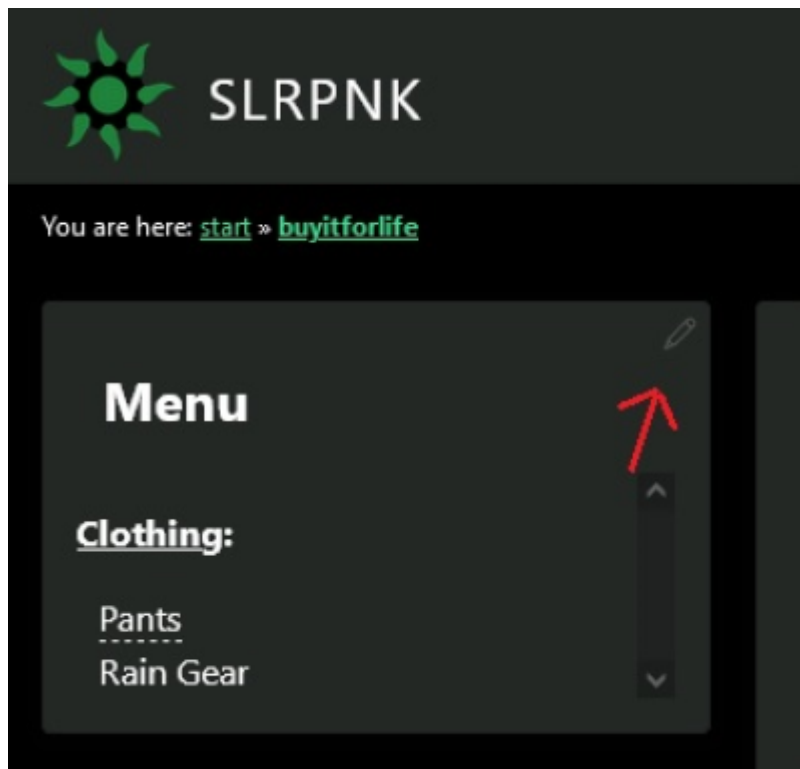 SLRPNK
You are here: start » buyitforlife
Menu
Clothing:
Pants
Rain Gear